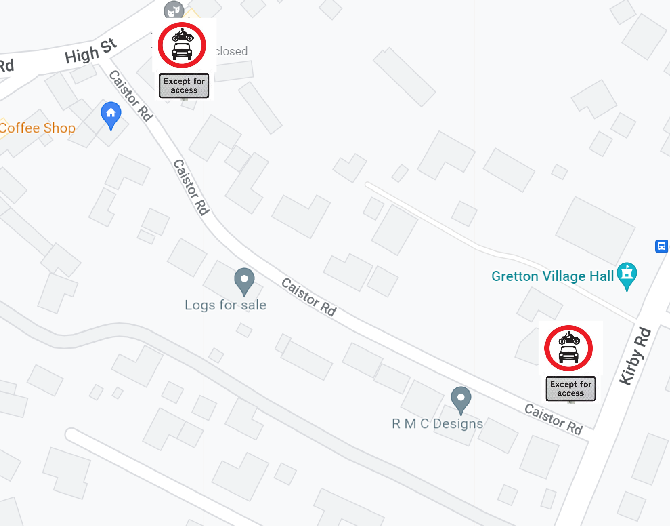 closed
High St
Rd
Except for
access
Caistor Rd
Coffee Shop
Caistor Rd
Gretton Village Hall
Logs for sale
Caistor Rd
Kirby Rd
Except for
access
R M C Designs
Caistor Rd